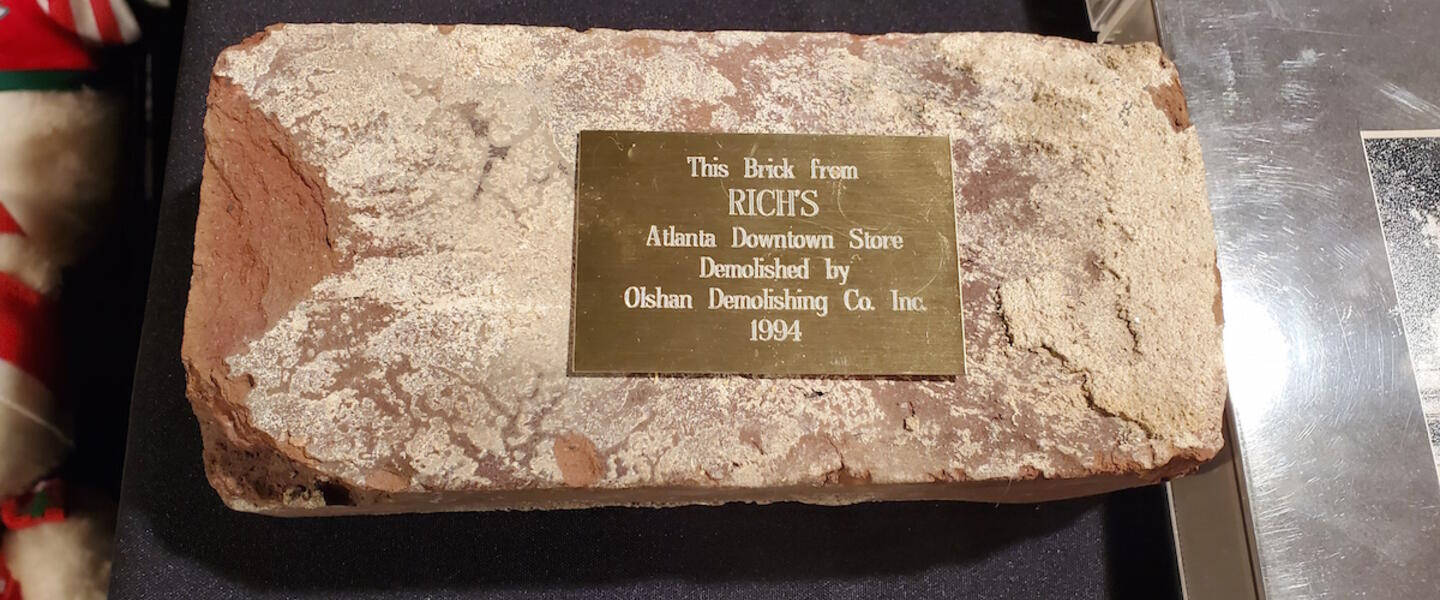 This Brick from
RICH'S
Atlanta Downtown Store
Demolished by
Olshan Demolishing Co. Inc.
1994